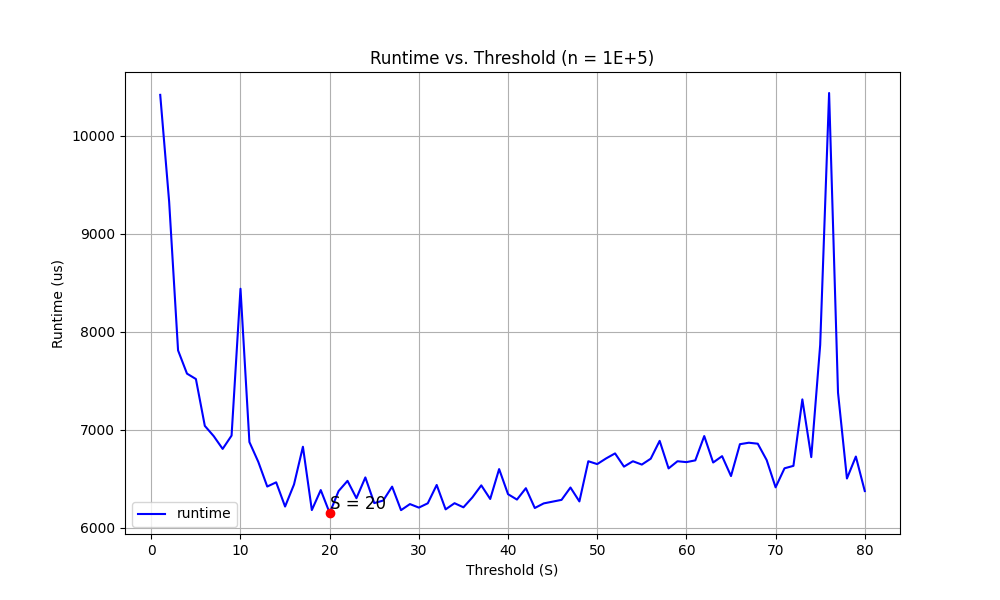 Runtime vs. Threshold (n = 1E+5)
Runtime (us)
10000
9000
8000
7000
6000
S = 20
runtime
0 10 20 30 40 50 60 70 80
Threshold (S)